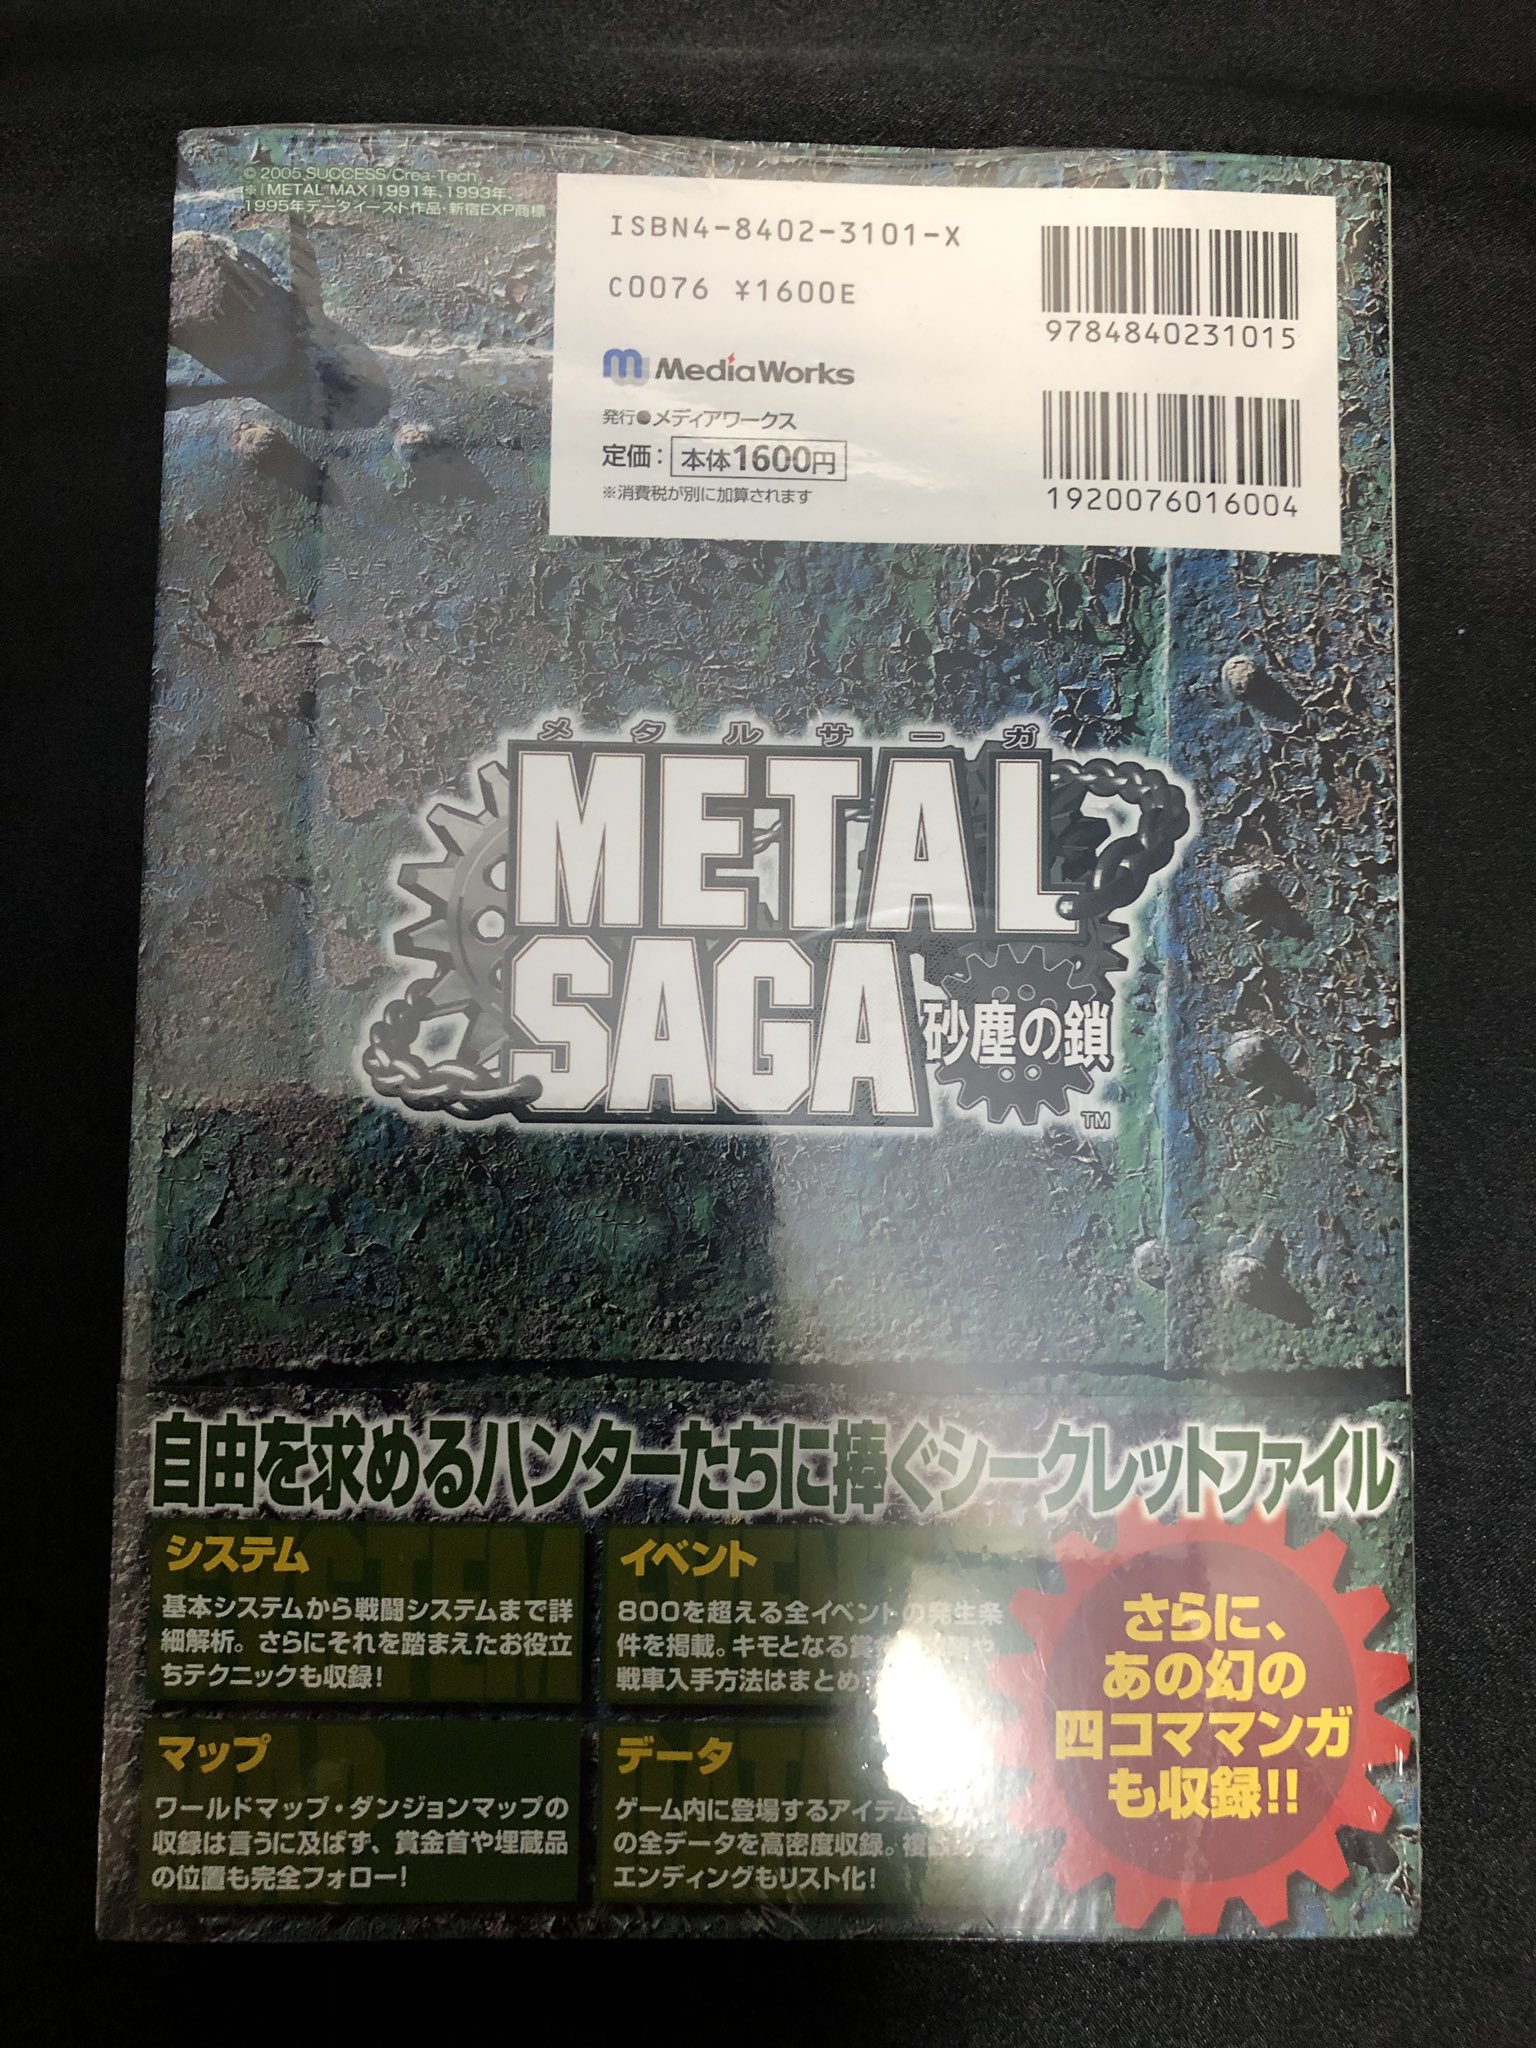 © 2005 SUCCESS/Crea-Tech
※「METAL MAX」1991年、1993年、
1995年データイースト作品・新宿EXP商標
ISBN4-8402-3101-X
C0076 ¥1600E
9784840231015
MediaWorks
発行●メディアワークス
定価：本体1600円
※消費税が別に加算されます
1920076016004
メタルサーガ
METAL
SAGA
砂塵の鎖
TM
自由を求めるハンターたちに捧ぐシークレットファイル
システム
基本システムから戦闘システムまで詳
細解析。さらにそれを踏まえたお役立
ちテクニックも収録!
イベント
800を超える全イベントの発生条
件を掲載。キモとなる賞
戦車入手方法はまとめ
マップ
ワールドマップ・ダンジョンマップの
収録は言うに及ばず、賞金首や埋蔵品
の位置も完全フォロー!
データ
ゲーム内に登場するアイテム
の全データを高密度収録。複数
エンディングもリスト化!
さらに、
あの幻の
四コママンガ
も収録!!